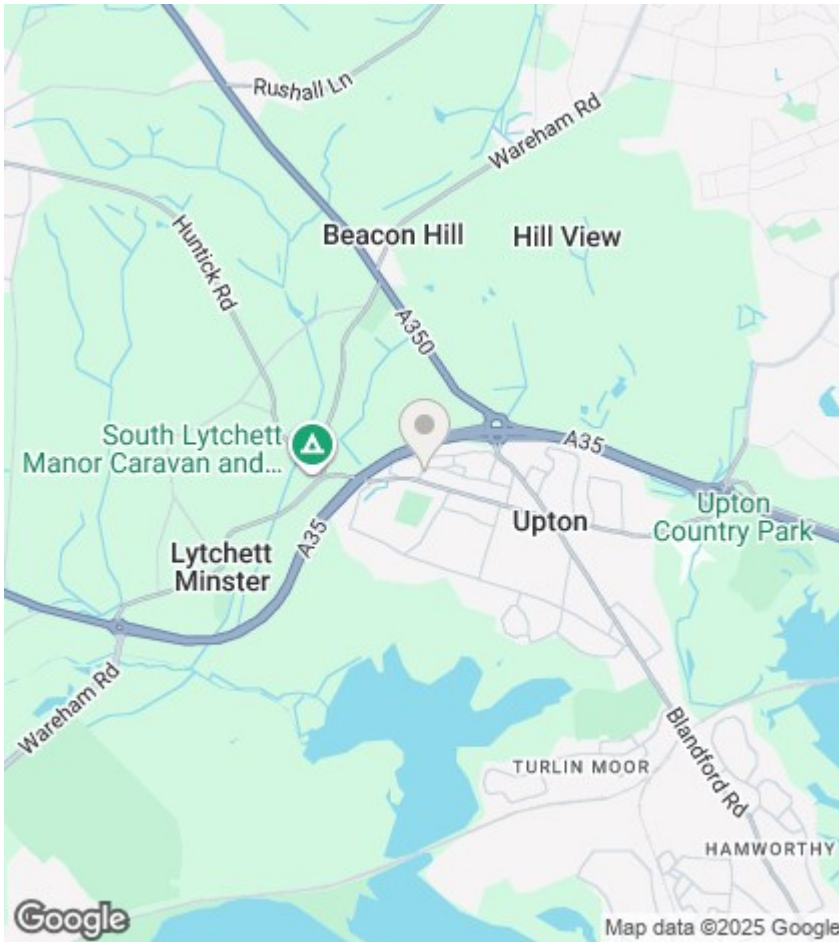 Rushall Ln
Wareham Rd
Huntick Rd
Beacon Hill
Hill View
A350
South Lytchett
Manor Caravan and...
A35
Upton
Country Park
Upton
A35
Lytchett
Minster
Wareham Rd
Blandford Rd
TURLIN MOOR
HAMWORTHY
Google
Map data ©2025 Google